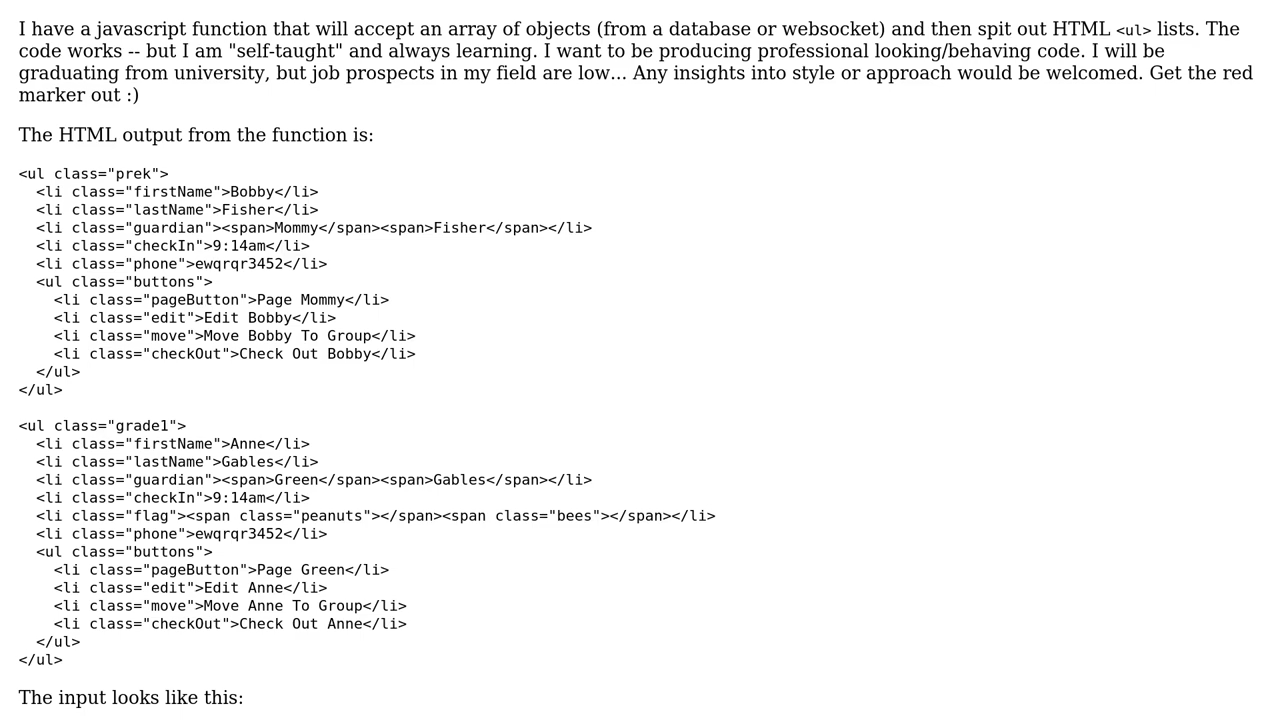 I have a javascript function that will accept an array of objects (from a database or websocket) and then spit out HTML <ul> lists. The
code works -- but I am "self-taught" and always learning. I want to be producing professional looking/behaving code. I will be
graduating from university, but job prospects in my field are low... Any insights into style or approach would be welcomed. Get the red
marker out :)
The HTML output from the function is:
<ul class="prek">
  <li class="firstName">Bobby</li>
  <li class="lastName">Fisher</li>
  <li class="guardian"><span>Mommy</span><span>Fisher</span></li>
  <li class="checkIn">9:14am</li>
  <li class="phone">ewqrqr3452</li>
  <ul class="buttons">
    <li class="pageButton">Page Mommy</li>
    <li class="edit">Edit Bobby</li>
    <li class="move">Move Bobby To Group</li>
    <li class="checkOut">Check Out Bobby</li>
  </ul>
</ul>
<ul class="grade1">
  <li class="firstName">Anne</li>
  <li class="lastName">Gables</li>
  <li class="guardian"><span>Green</span><span>Gables</span></li>
  <li class="checkIn">9:14am</li>
  <li class="flag"><span class="peanuts"></span><span class="bees"></span></li>
  <li class="phone">ewqrqr3452</li>
  <ul class="buttons">
    <li class="pageButton">Page Green</li>
    <li class="edit">Edit Anne</li>
    <li class="move">Move Anne To Group</li>
    <li class="checkOut">Check Out Anne</li>
  </ul>
</ul>
The input looks like this: